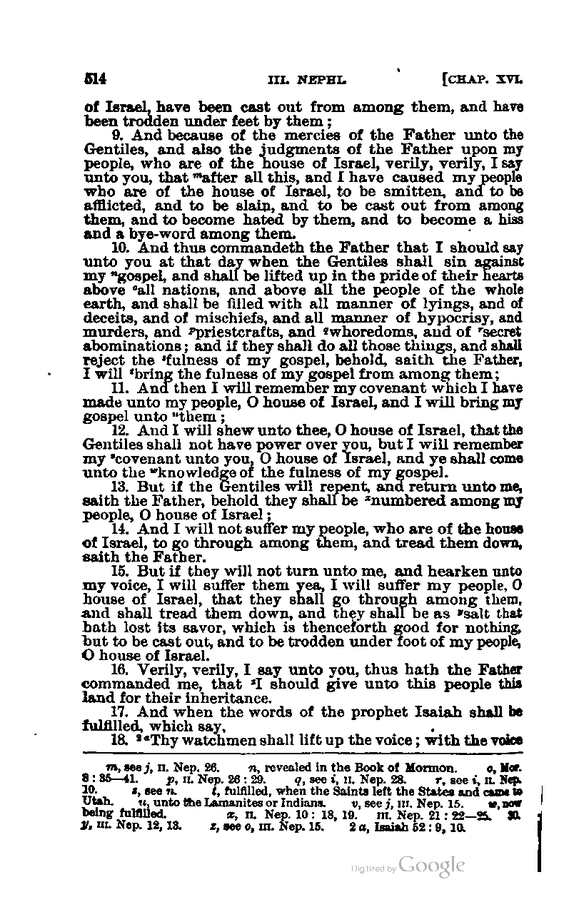 514 III. NEPHI. [CHAP. XVI.
of Israel, have been cast out from among them, and have
been trodden under feet by them;
9. And because of the mercies of the Father unto the
Gentiles, and also the judgments of the Father upon my
people, who are of the house of Israel, verily, verily, I say
unto you, that ᵐafter all this, and I have caused my people
who are of the house of Israel, to be smitten, and to be
afflicted, and to be slain, and to be cast out from among
them, and to become hated by them, and to become a hiss
and a bye-word among them.
10. And thus commandeth the Father that I should say
unto you at that day when the Gentiles shall sin against
my ⁿgospel, and shall be lifted up in the pride of their hearts
above ᵒall nations, and above all the people of the whole
earth, and shall be filled with all manner of lyings, and of
deceits, and of mischiefs, and all manner of hypocrisy, and
murders, and ᵖpriestcrafts, and ᑫwhoredoms, and of ʳsecret
abominations; and if they shall do all those things, and shall
reject the ˢfulness of my gospel, behold, saith the Father,
I will ᵗbring the fulness of my gospel from among them;
11. And then I will remember my covenant which I have
made unto my people, O house of Israel, and I will bring my
gospel unto ᵘthem;
12. And I will shew unto thee, O house of Israel, that the
Gentiles shall not have power over you, but I will remember
my ᵛcovenant unto you, O house of Israel, and ye shall come
unto the ʷknowledge of the fulness of my gospel.
13. But if the Gentiles will repent, and return unto me,
saith the Father, behold they shall be ˣnumbered among my
people, O house of Israel;
14. And I will not suffer my people, who are of the house
of Israel, to go through among them, and tread them down,
saith the Father.
15. But if they will not turn unto me, and hearken unto
my voice, I will suffer them yea, I will suffer my people, O
house of Israel, that they shall go through among them,
and shall tread them down, and they shall be as ʸsalt that
hath lost its savor, which is thenceforth good for nothing,
but to be cast out, and to be trodden under foot of my people,
O house of Israel.
16. Verily, verily, I say unto you, thus hath the Father
commanded me, that ᶻI should give unto this people this
land for their inheritance.
17. And when the words of the prophet Isaiah shall be
fulfilled, which say,
18. ²ᵃThy watchmen shall lift up the voice; with the voice
m, see j, II. Nep. 26. n, revealed in the Book of Mormon. o, Mor.
8:35—41. p, II. Nep. 26:29. q, see i, II. Nep. 28. r, see i, II. Nep.
10. s, see n. t, fulfilled, when the Saints left the States and came to
Utah. u, unto the Lamanites or Indians. v, see j, III. Nep. 15. w, now
being fulfilled. x, II. Nep. 10:18, 19. III. Nep. 21:22—25. 30.
y, III. Nep. 12, 13. z, see o, III. Nep. 15. 2 a, Isaiah 52:9, 10.
Digitized by Google